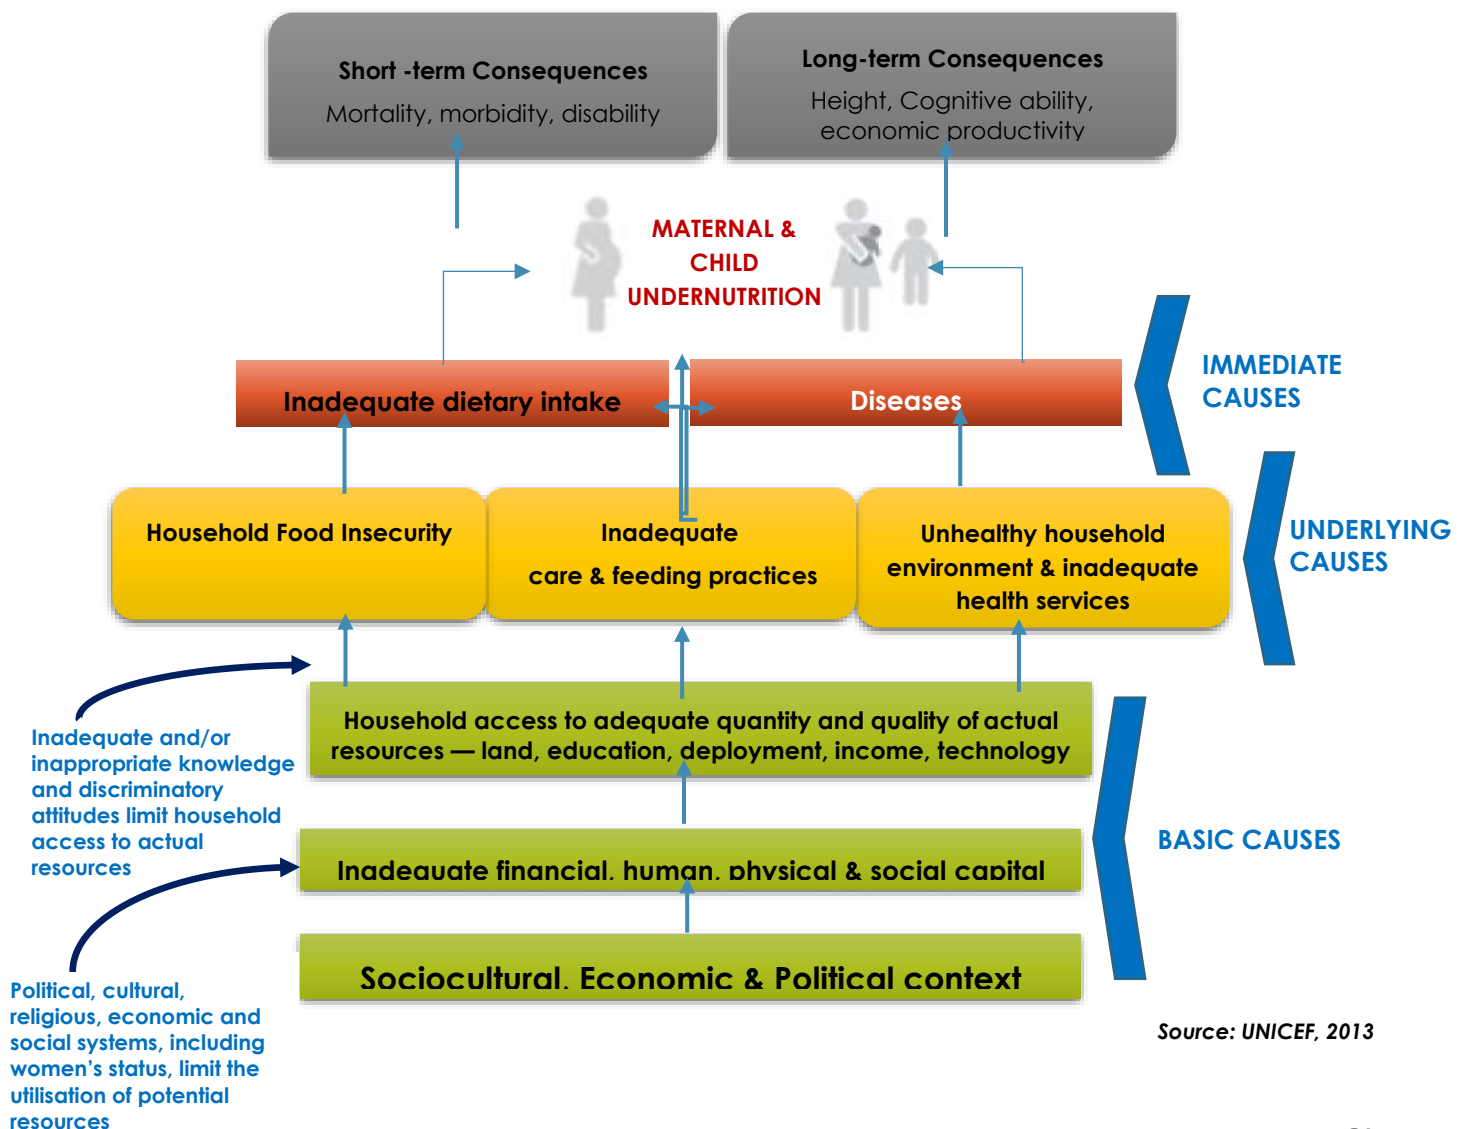 Short -term Consequences
Mortality, morbidity, disability
Long-term Consequences
Height, Cognitive ability,
economic productivity
MATERNAL &
CHILD
UNDERNUTRITION
Inadequate dietary intake
Diseases
IMMEDIATE
CAUSES
Household Food Insecurity
Inadequate
care & feeding practices
Unhealthy household
environment & inadequate
health services
UNDERLYING
CAUSES
Household access to adequate quantity and quality of actual
resources — land, education, deployment, income, technology
Inadequate and/or
inappropriate knowledge
and discriminatory
attitudes limit household
access to actual
resources
Inadequate financial, human, physical & social capital
BASIC CAUSES
Sociocultural, Economic & Political context
Political, cultural,
religious, economic and
social systems, including
women's status, limit the
utilisation of potential
resources
Source: UNICEF, 2013